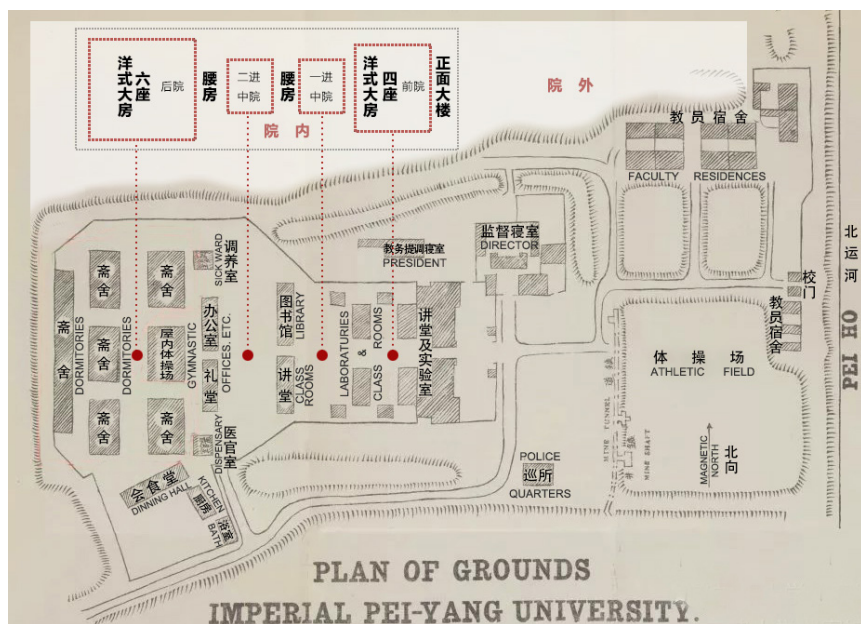 洋式大房
六座
后院
腰房
二进
中院
腰房
一进
中院
洋式大房
四座
前院
正面大楼
院内
院外
教员宿舍
FACULTY RESIDENCES
北运河
PEI HO
校门
教员宿舍
监督寝室
DIRECTOR
教务提调寝室
PRESIDENT
调养室
SICK WARD
斋舍
DORMITORIES
斋舍
斋舍
斋舍
DORMITORIES
斋舍
屋内体操场
GYMNASTIC
斋舍
办公室
OFFICES. ETC.
礼堂
医官室
DISPENSARY
图书馆
LIBRARY
讲堂
CLASS
ROOMS
LABORATURIES
&
CLASS ROOMS
讲堂及实验室
体操场
ATHLETIC FIELD
MINE TUNNEL
MINE SHAFT
MAGNETIC
NORTH
北向
POLICE
巡所
QUARTERS
会食堂
DINNING HALL
KITCHEN
厨房
浴室
BATH
PLAN OF GROUNDS
IMPERIAL PEI-YANG UNIVERSITY.